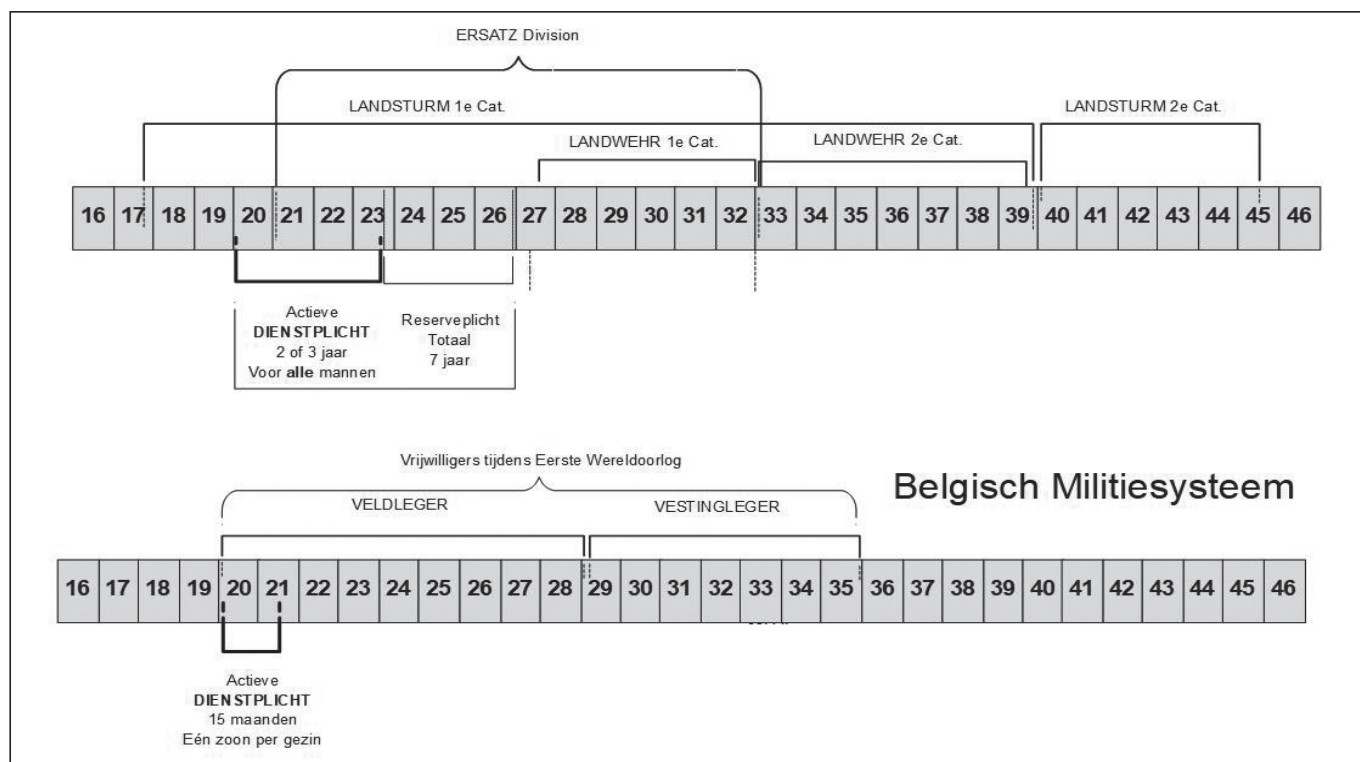 ERSATZ Division
LANDSTURM 1e Cat.
LANDSTURM 2e Cat.
LANDWEHR 1e Cat.
LANDWEHR 2e Cat.
16 17 18 19 20 21 22 23 24 25 26 27 28 29 30 31 32 33 34 35 36 37 38 39 40 41 42 43 44 45 46
Actieve
DIENSTPLICHT
2 of 3 jaar
Voor alle mannen
Reserveplicht
Totaal
7 jaar
Vrijwilligers tijdens Eerste Wereldoorlog
Belgisch Militiesysteem
VELDLEGER
VESTINGLEGER
16 17 18 19 20 21 22 23 24 25 26 27 28 29 30 31 32 33 34 35 36 37 38 39 40 41 42 43 44 45 46
Actieve
DIENSTPLICHT
15 maanden
Eén zoon per gezin